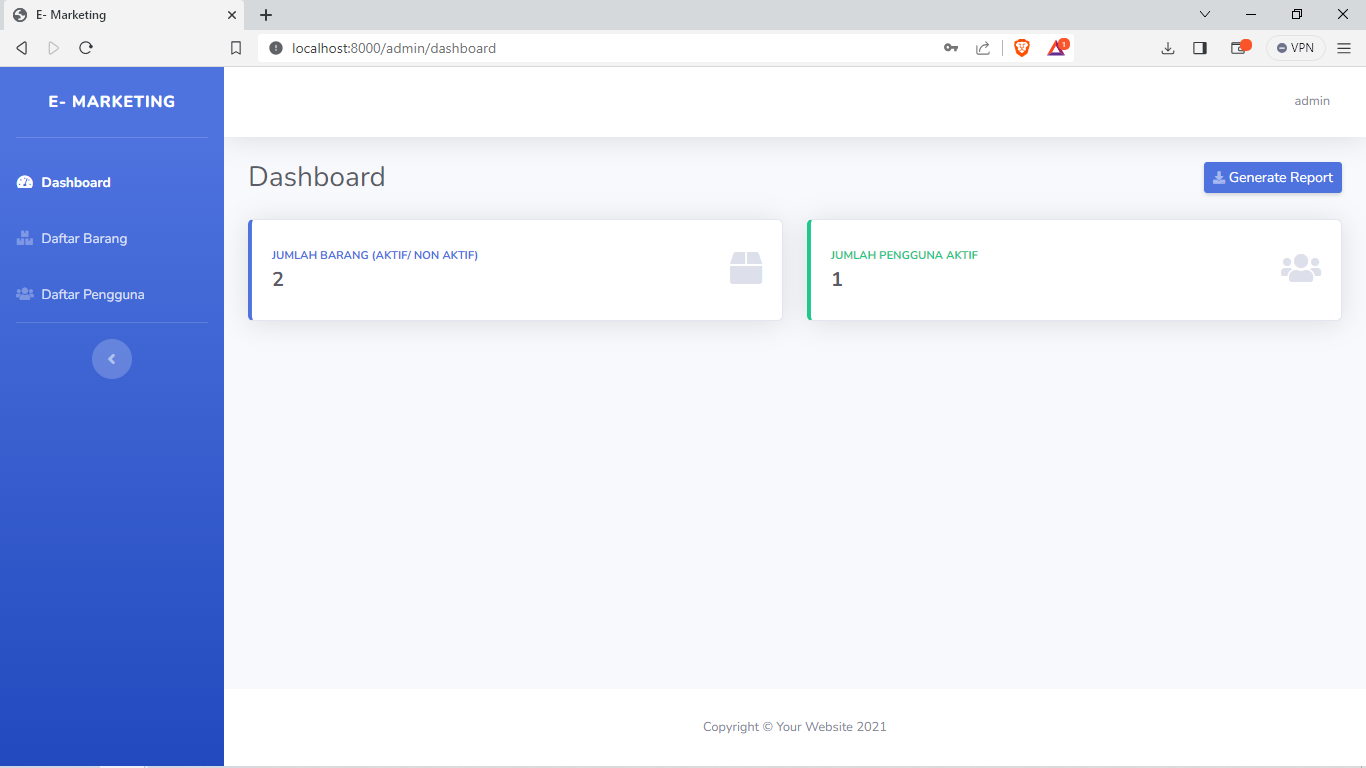 E- Marketing
localhost:8000/admin/dashboard
1
VPN
E- MARKETING
admin
Dashboard
Daftar Barang
Daftar Pengguna
Dashboard
Generate Report
JUMLAH BARANG (AKTIF/ NON AKTIF)
2
JUMLAH PENGGUNA AKTIF
1
Copyright © Your Website 2021